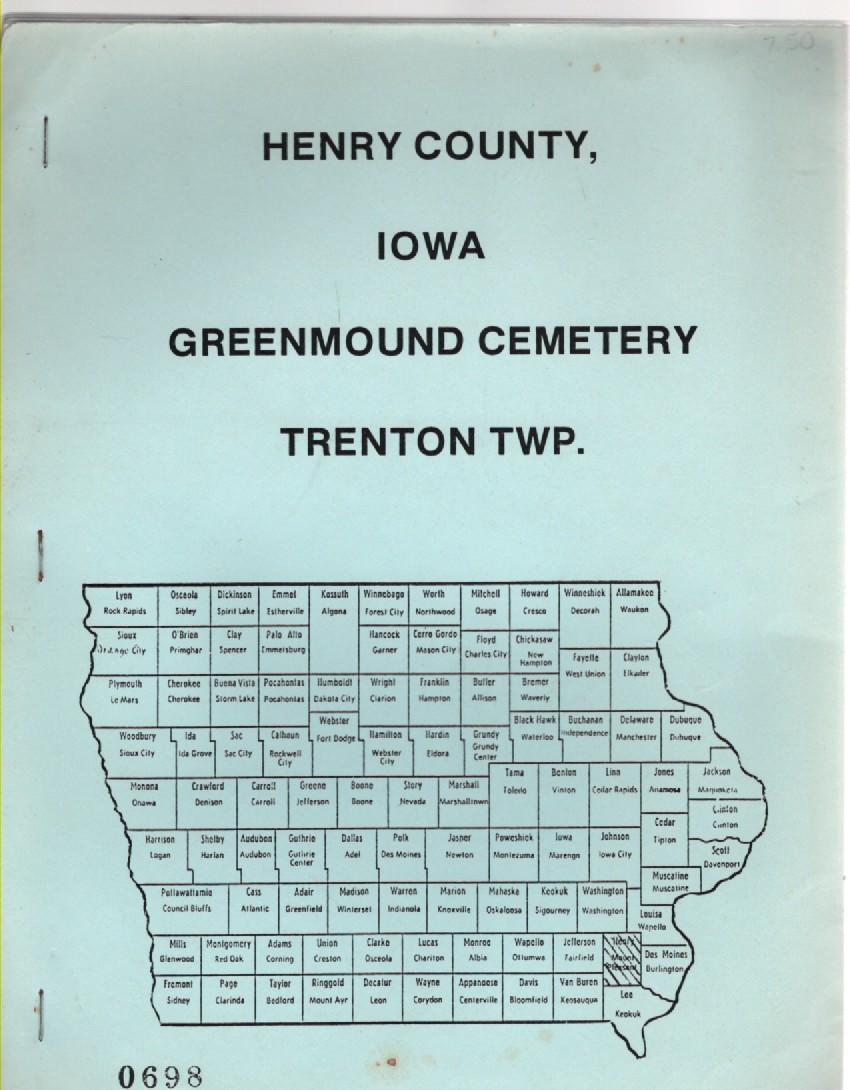 7.50
HENRY COUNTY,
IOWA
GREENMOUND CEMETERY
TRENTON TWP.
Lyon Osceola Dickinson Emmet Kossuth Winnebago Worth Mitchell Howard Winneshiek Allamakee
Rock Rapids Sibley Spirit Lake Estherville Algona Forest City Northwood Osage Cresco Decorah Waukon
Sioux O'Brien Clay Palo Alto Hancock Cerro Gordo Floyd Chickasaw
Orange City Primghar Spencer Emmetsburg Garner Mason City Charles City New Hampton
Fayette Clayton
West Union Elkader
Plymouth Cherokee Buena Vista Pocahontas Humboldt Wright Franklin Butler Bremer
Le Mars Cherokee Storm Lake Pocahontas Dakota City Clarion Hampton Allison Waverly
Woodbury Ida Sac Calhoun Webster Hamilton Hardin Grundy Black Hawk Buchanan Delaware Dubuque
Sioux City Ida Grove Sac City Rockwell City Fort Dodge Webster City Eldora Grundy Center Waterloo Independence Manchester Dubuque
Monona Crawford Carroll Greene Boone Story Marshall Tama Benton Linn Jones Jackson
Onawa Denison Carroll Jefferson Boone Nevada Marshalltown Toledo Vinton Cedar Rapids Anamosa Maquoketa
Clinton
Clinton
Harrison Shelby Audubon Guthrie Dallas Polk Jasper Poweshiek Iowa Johnson Cedar Scott
Logan Harlan Audubon Guthrie Center Adel Des Moines Newton Montezuma Marengo Iowa City Tipton Davenport
Muscatine
Muscatine
Pottawattamie Cass Adair Madison Warren Marion Mahaska Keokuk Washington Louisa
Council Bluffs Atlantic Greenfield Winterset Indianola Knoxville Oskaloosa Sigourney Washington Wapello
Mills Montgomery Adams Union Clarke Lucas Monroe Wapello Jefferson Henry Des Moines
Glenwood Red Oak Corning Creston Osceola Chariton Albia Ottumwa Fairfield Mount Pleasant Burlington
Fremont Page Taylor Ringgold Decatur Wayne Appanoose Davis Van Buren Lee
Sidney Clarinda Bedford Mount Ayr Leon Corydon Centerville Bloomfield Keosauqua Keokuk
0698